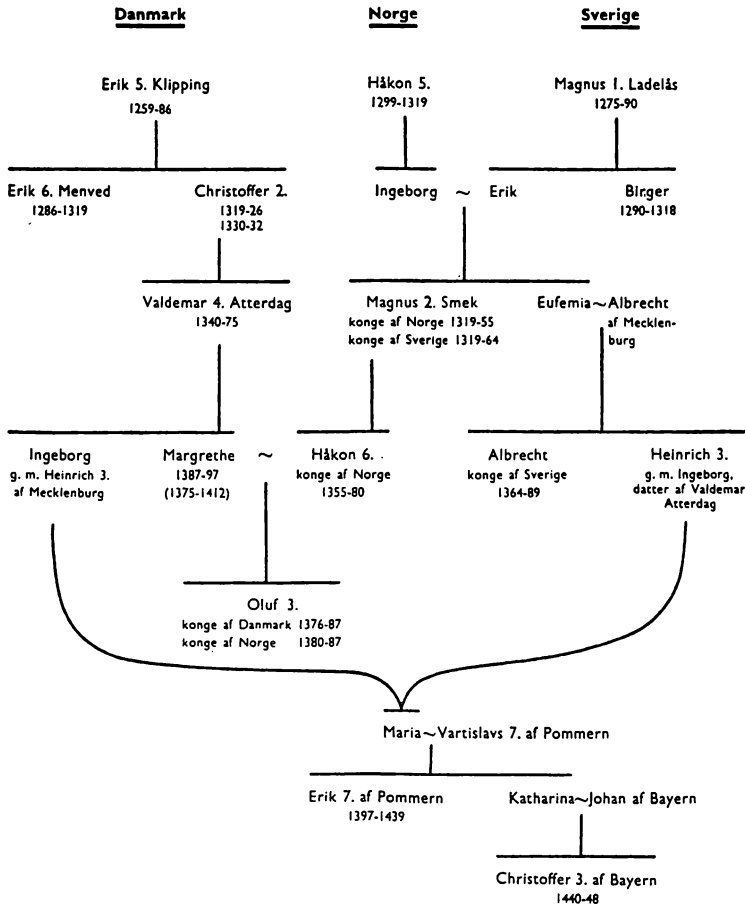 Danmark Norge Sverige
Erik 5. Klipping Håkon 5. Magnus 1. Ladelås
1259-86 1299-1319 1275-90
Erik 6. Menved Christoffer 2. Ingeborg ~ Erik Birger
1286-1319 1319-26 1290-1318
1330-32
Valdemar 4. Atterdag Magnus 2. Smek Eufemia~Albrecht
1340-75 konge af Norge 1319-55 af Mecklen-
konge af Sverige 1319-64 burg
Ingeborg Margrethe ~ Håkon 6. Albrecht Heinrich 3.
g. m. Heinrich 3. 1387-97 konge af Norge konge af Sverige g. m. Ingeborg,
af Mecklenburg (1375-1412) 1355-80 1364-89 datter af Valdemar
Atterdag
Oluf 3.
konge af Danmark 1376-87
konge af Norge 1380-87
Maria~Vartislavs 7. af Pommern
Erik 7. af Pommern Katharina~Johan af Bayern
1397-1439
Christoffer 3. af Bayern
1440-48